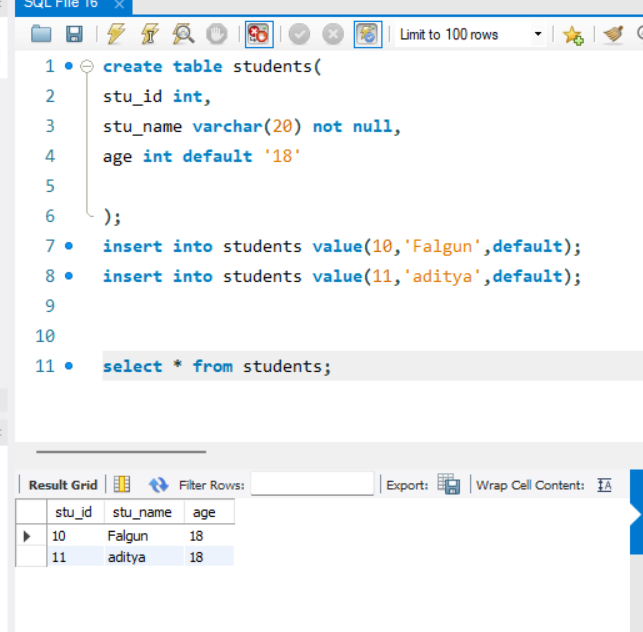 SQL File 16 ×
Limit to 100 rows
1 create table students(
2 stu_id int,
3 stu_name varchar(20) not null,
4 age int default '18'
5
6 );
7 insert into students value(10,'Falgun',default);
8 insert into students value(11,'aditya',default);
9
10
11 select * from students;
Result Grid Filter Rows: Export: Wrap Cell Content: IA
stu_id stu_name age
10 Falgun 18
11 aditya 18